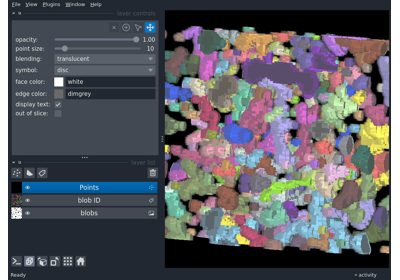 File View Plugins Window Help
layer controls
opacity: 1.00
point size: 10
blending: translucent
symbol: disc
face color: white
edge color: dimgrey
display text:
out of slice:
layer list
Points
blob ID
blobs
Ready
activity